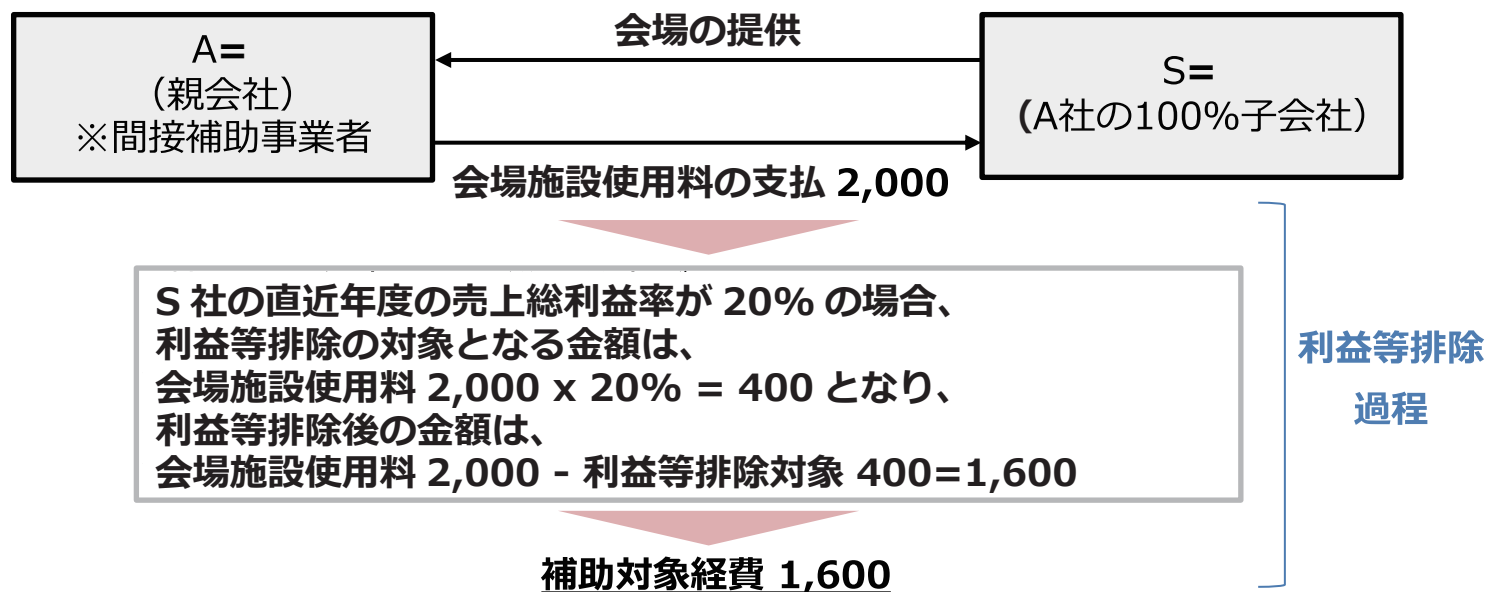 会場の提供
A=
（親会社）
※間接補助事業者
S=
(A社の100%子会社）
会場施設使用料の支払 2,000
S 社の直近年度の売上総利益率が 20% の場合、
利益等排除の対象となる金額は、
会場施設使用料 2,000 x 20% = 400 となり、
利益等排除後の金額は、
会場施設使用料 2,000 - 利益等排除対象 400=1,600
利益等排除
過程
補助対象経費 1,600